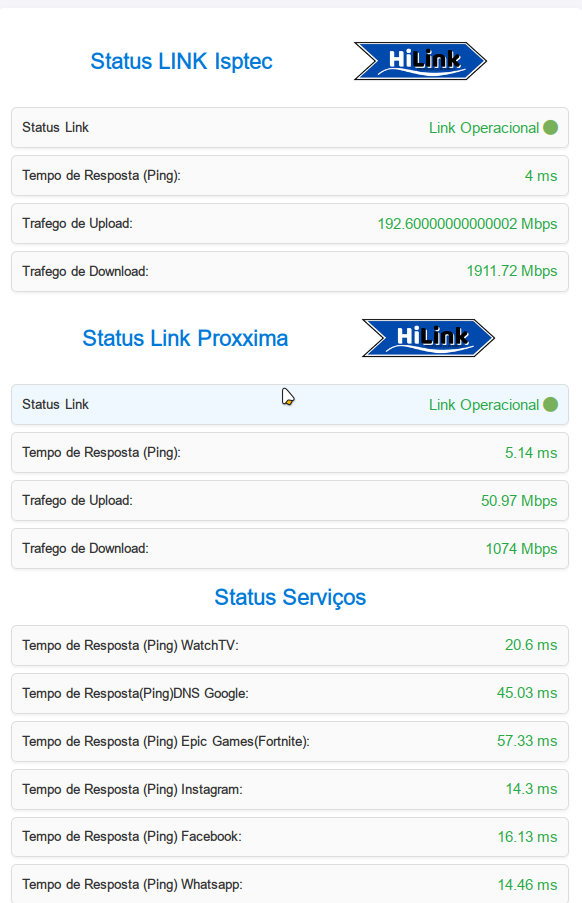 Status LINK Isptec
HiLink
Status Link
Link Operacional
Tempo de Resposta (Ping):
4 ms
Trafego de Upload:
192.60000000000002 Mbps
Trafego de Download:
1911.72 Mbps
Status Link Proxxima
HiLink
Status Link
Link Operacional
Tempo de Resposta (Ping):
5.14 ms
Trafego de Upload:
50.97 Mbps
Trafego de Download:
1074 Mbps
Status Serviços
Tempo de Resposta (Ping) WatchTV:
20.6 ms
Tempo de Resposta(Ping)DNS Google:
45.03 ms
Tempo de Resposta (Ping) Epic Games(Fortnite):
57.33 ms
Tempo de Resposta (Ping) Instagram:
14.3 ms
Tempo de Resposta (Ping) Facebook:
16.13 ms
Tempo de Resposta (Ping) Whatsapp:
14.46 ms